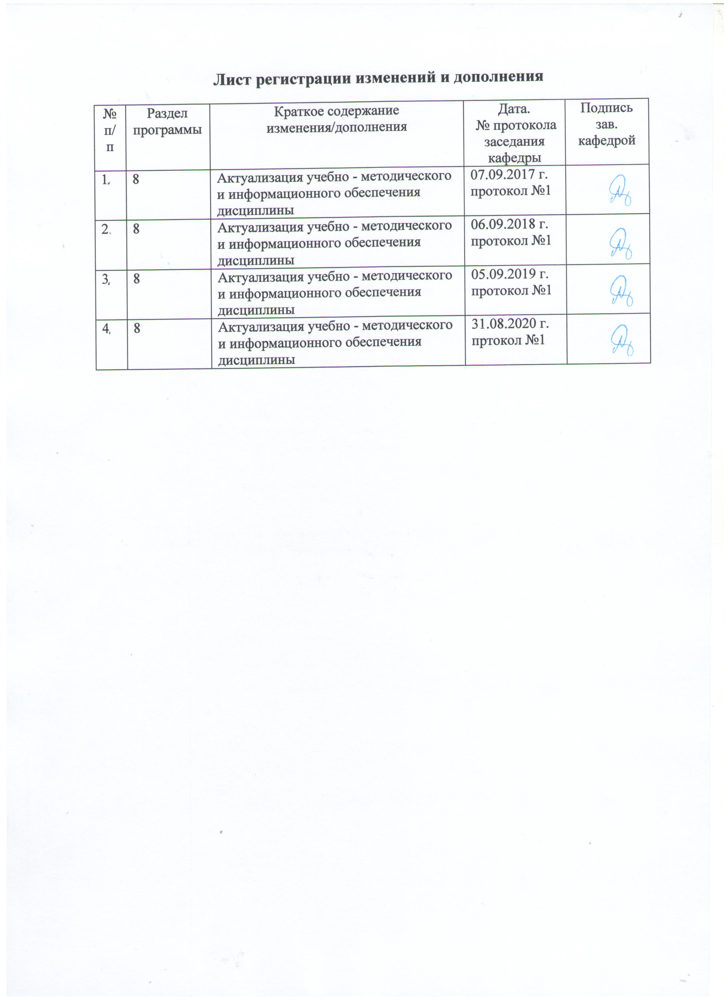 Лист регистрации изменений и дополнения
№
п/
п
Раздел
программы
Краткое содержание
изменения/дополнения
Дата.
№ протокола
заседания
кафедры
Подпись
зав.
кафедрой
1.
8
Актуализация учебно - методического
и информационного обеспечения
дисциплины
07.09.2017 г.
протокол №1
2.
8
Актуализация учебно - методического
и информационного обеспечения
дисциплины
06.09.2018 г.
протокол №1
3.
8
Актуализация учебно - методического
и информационного обеспечения
дисциплины
05.09.2019 г.
протокол №1
4.
8
Актуализация учебно - методического
и информационного обеспечения
дисциплины
31.08.2020 г.
пртокол №1